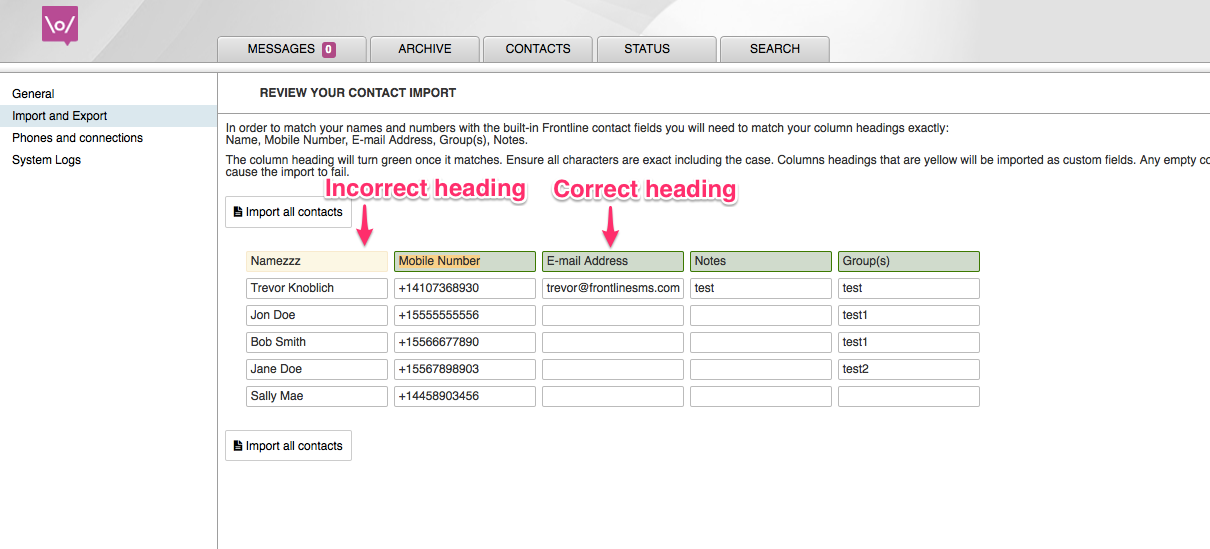 \o/
MESSAGES 0 ARCHIVE CONTACTS STATUS SEARCH
General
Import and Export
Phones and connections
System Logs
REVIEW YOUR CONTACT IMPORT
In order to match your names and numbers with the built-in Frontline contact fields you will need to match your column headings exactly:
Name, Mobile Number, E-mail Address, Group(s), Notes.
The column heading will turn green once it matches. Ensure all characters are exact including the case. Columns headings that are yellow will be imported as custom fields. Any empty co
cause the import to fail.
Incorrect heading Correct heading
Import all contacts
Namezzz Mobile Number E-mail Address Notes Group(s)
Trevor Knoblich +14107368930 trevor@frontlinesms.com test test
Jon Doe +15555555556 test1
Bob Smith +15566677890 test1
Jane Doe +15567898903 test2
Sally Mae +14458903456
Import all contacts